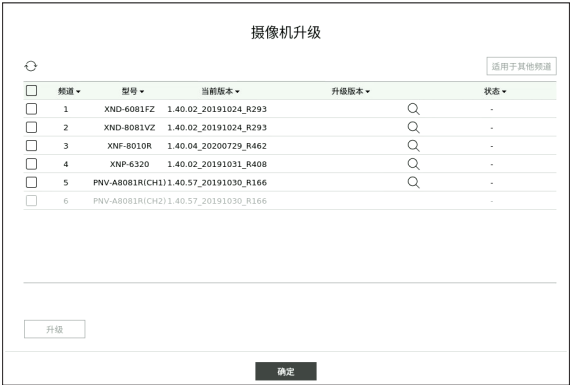 摄像机升级
适用于其他频道
频道 型号 当前版本 升级版本 状态
1 XND-6081FZ 1.40.02_20191024_R293 -
2 XND-8081VZ 1.40.02_20191024_R293 -
3 XNF-8010R 1.40.04_20200729_R462 -
4 XNP-6320 1.40.02_20191031_R408 -
5 PNV-A8081R(CH1) 1.40.57_20191030_R166 -
6 PNV-A8081R(CH2) 1.40.57_20191030_R166 -
升级
确定